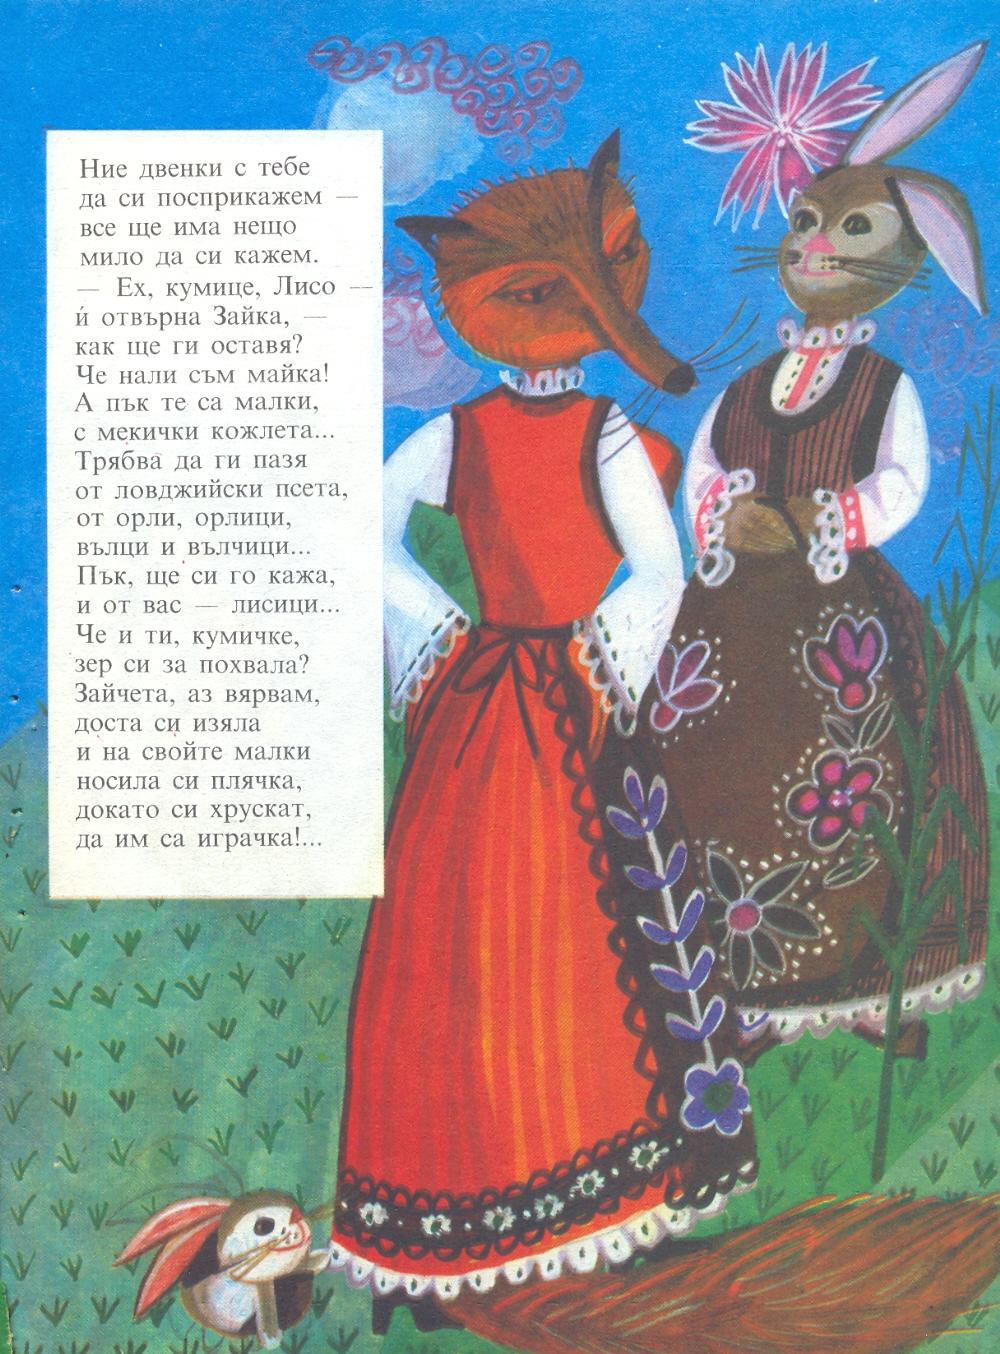 Ние двенки с тебе
да си посприкажем —
все ще има нещо
мило да си кажем.
— Ех, кумице, Лисо —
ѝ отвърна Зайка, —
как ще ги оставя?
Че нали съм майка!
А пък те са малки,
с мекички кожлета...
Трябва да ги пазя
от ловджийски псета,
от орли, орлици,
вълци и вълчици...
Пък, ще си го кажа,
и от вас — лисици...
Че и ти, кумичке,
зер си за похвала?
Зайчета, аз вярвам,
доста си изяла
и на свойте малки
носила си плячка,
докато си хрускат,
да им са играчка!...